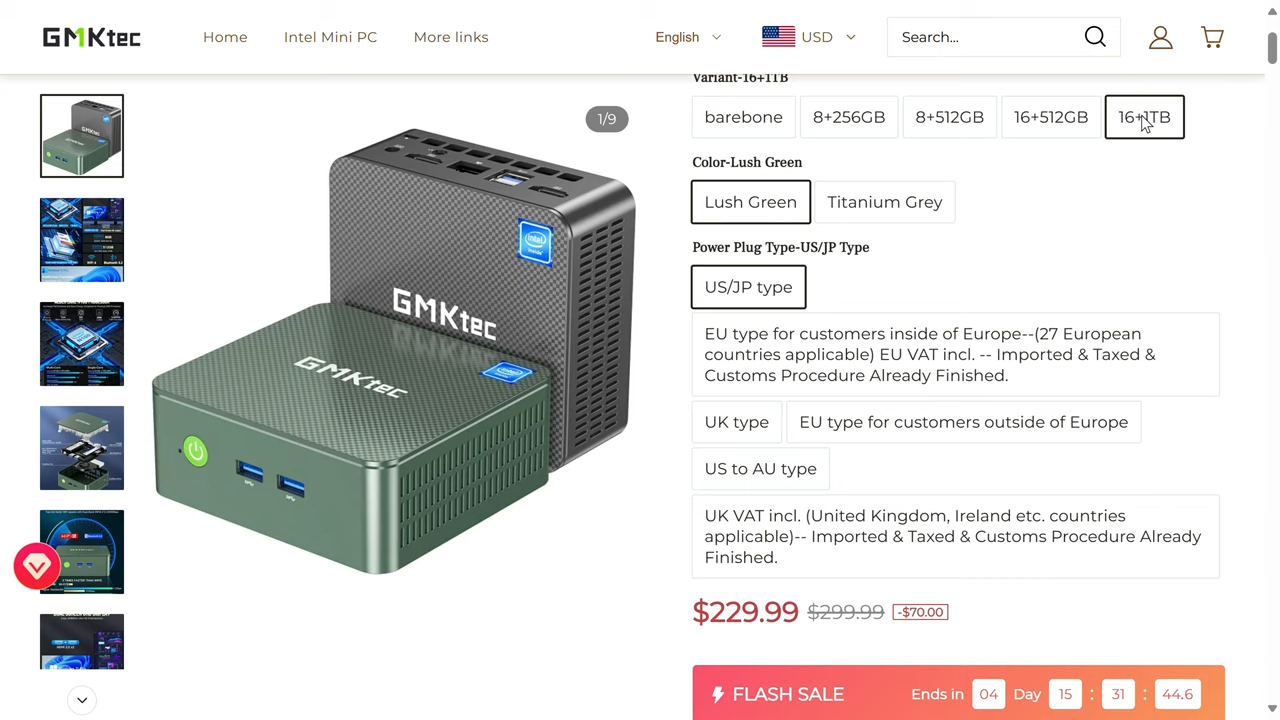 GMKtec
Home
Intel Mini PC
More links
English
USD
Search...
Variant-16+1TB
barebone
8+256GB
8+512GB
16+512GB
16+1TB
1/9
Color-Lush Green
Lush Green
Titanium Grey
Power Plug Type-US/JP Type
US/JP type
EU type for customers inside of Europe--(27 European
countries applicable) EU VAT incl. -- Imported & Taxed &
Customs Procedure Already Finished.
UK type
EU type for customers outside of Europe
US to AU type
UK VAT incl. (United Kingdom, Ireland etc. countries
applicable)-- Imported & Taxed & Customs Procedure Already
Finished.
$229.99 $299.99 -$70.00
FLASH SALE
Ends in 04 Day 15 : 31 : 44.6
GMKtec
intel
GMKtec